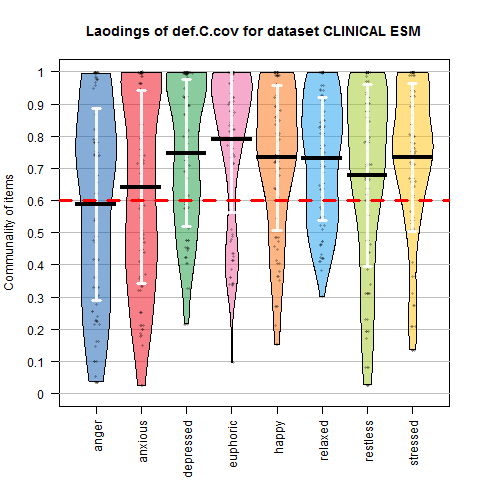 Laodings of def.C.cov for dataset CLINICAL ESM
Communality of items
1
0.9
0.8
0.7
0.6
0.5
0.4
0.3
0.2
0.1
0
anger
anxious
depressed
euphoric
happy
relaxed
restless
stressed